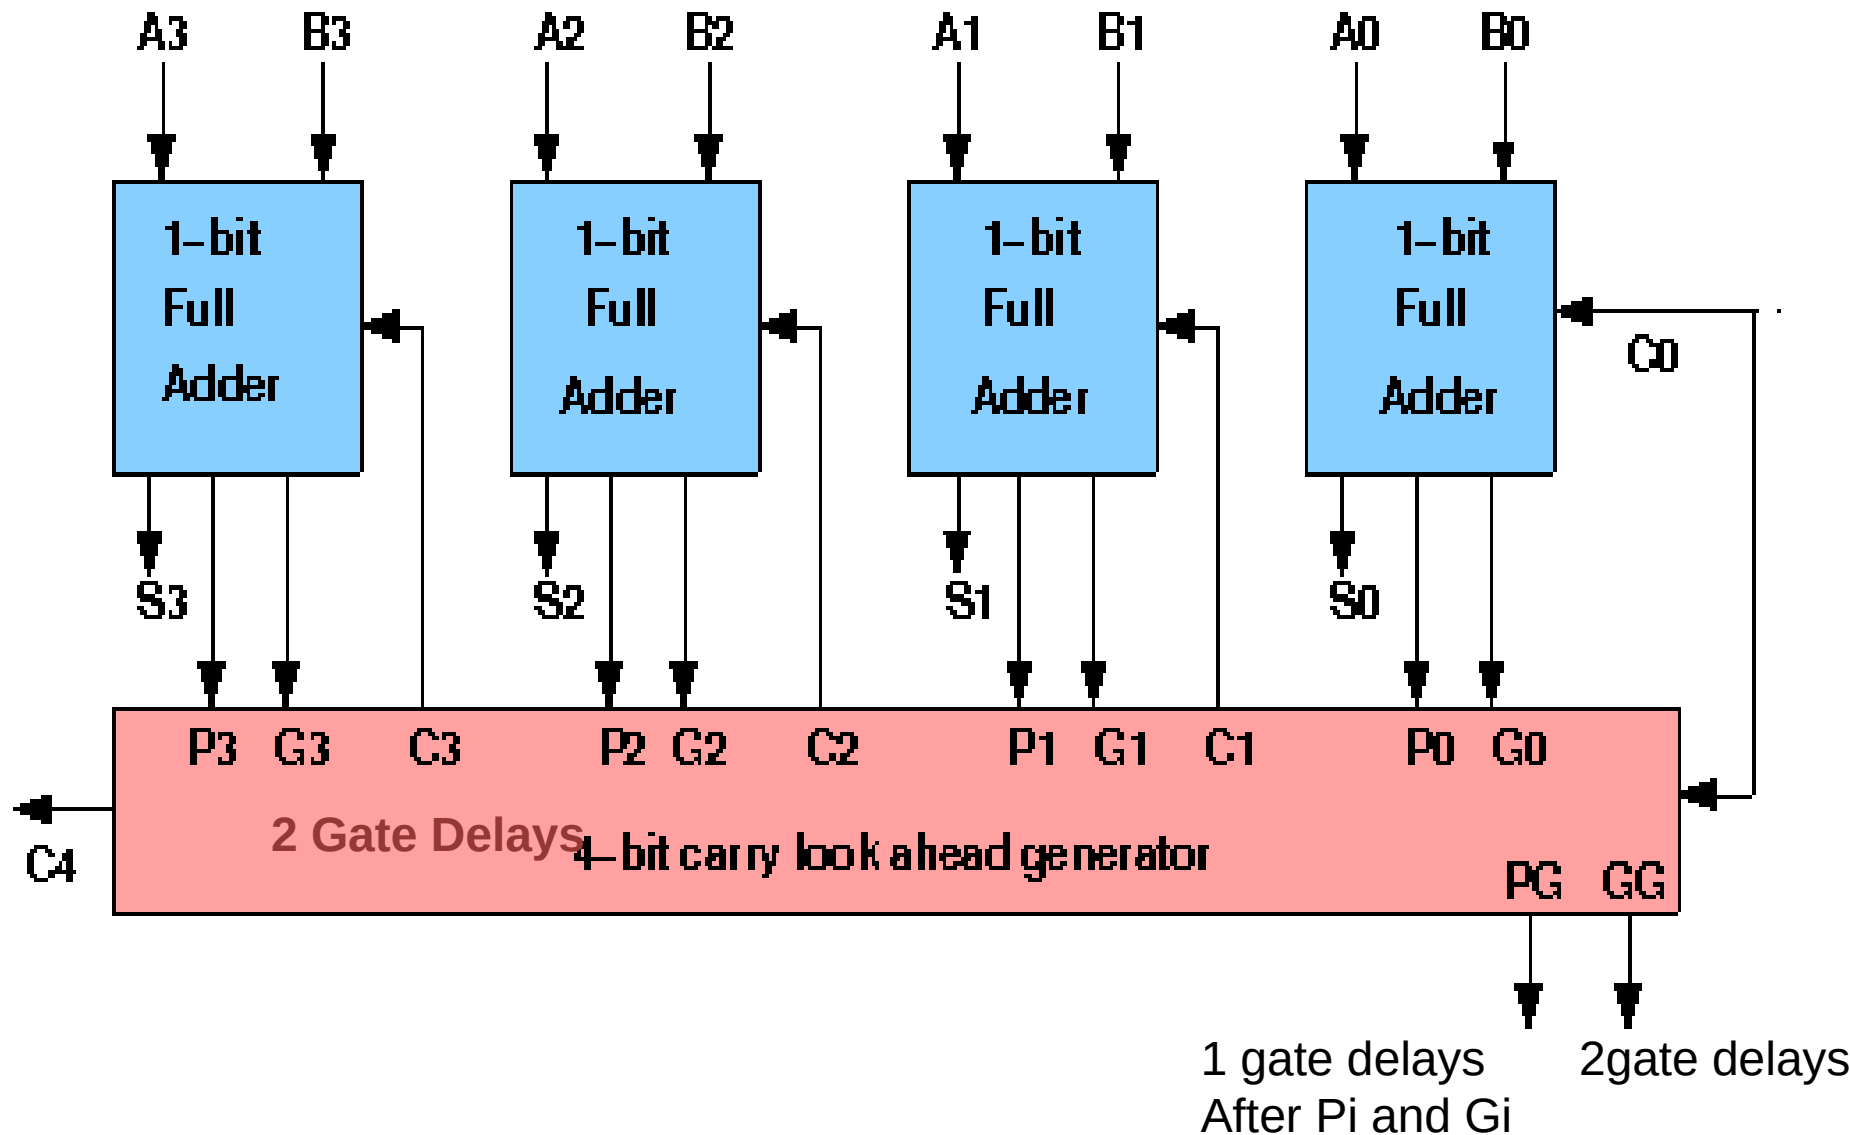 A3 B3 A2 B2 A1 B1 A0 B0
1-bit 1-bit 1-bit 1-bit
Full Full Full Full
Adder Adder Adder Adder
C0
S3 S2 S1 S0
P3 G3 C3 P2 G2 C2 P1 G1 C1 P0 G0
2 Gate Delays
4-bit carry look ahead generator
C4
PG GG
1 gate delays 2gate delays
After Pi and Gi